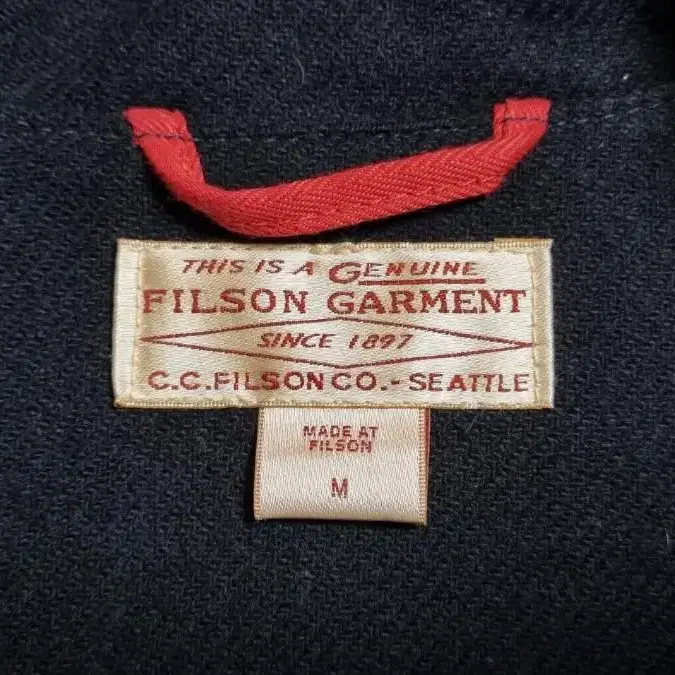 THIS IS A GENUINE
FILSON GARMENT
SINCE 1897
C.C.FILSON CO.-SEATTLE
MADE AT
FILSON
M